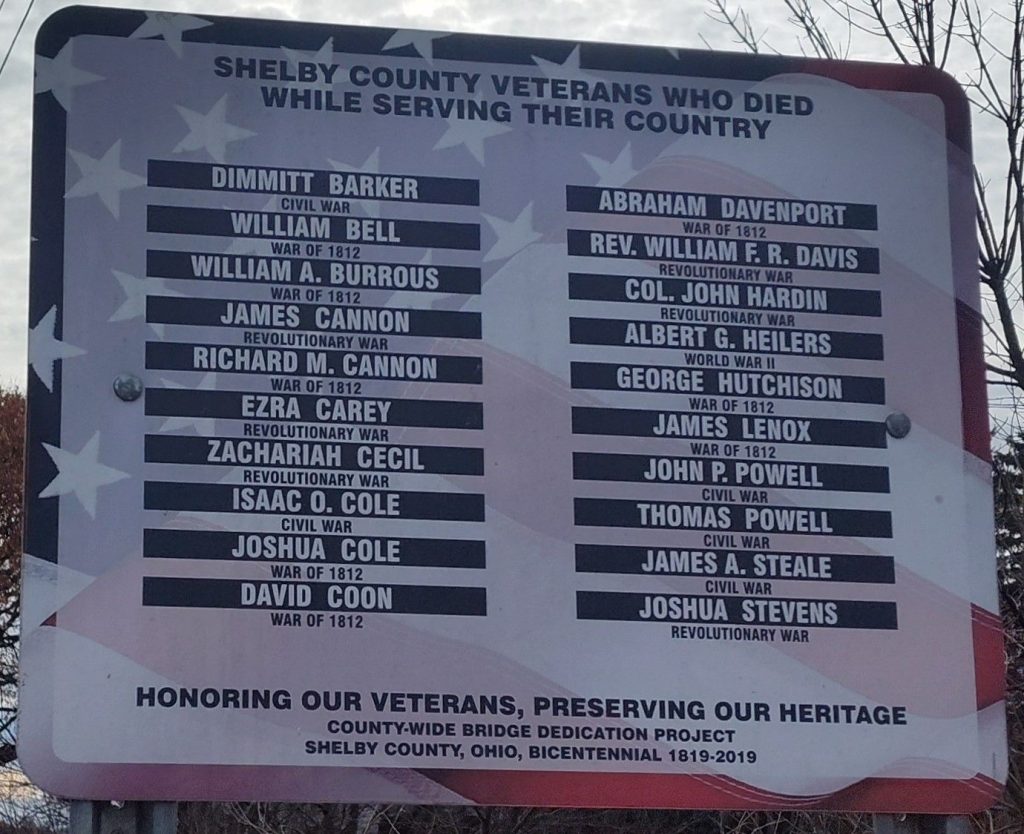 SHELBY COUNTY VETERANS WHO DIED
WHILE SERVING THEIR COUNTRY
DIMMITT BARKER
CIVIL WAR
WILLIAM BELL
WAR OF 1812
WILLIAM A. BURROUS
WAR OF 1812
JAMES CANNON
REVOLUTIONARY WAR
RICHARD M. CANNON
WAR OF 1812
EZRA CAREY
REVOLUTIONARY WAR
ZACHARIAH CECIL
REVOLUTIONARY WAR
ISAAC O. COLE
CIVIL WAR
JOSHUA COLE
WAR OF 1812
DAVID COON
WAR OF 1812
ABRAHAM DAVENPORT
WAR OF 1812
REV. WILLIAM F. R. DAVIS
REVOLUTIONARY WAR
COL. JOHN HARDIN
REVOLUTIONARY WAR
ALBERT G. HEILERS
WORLD WAR II
GEORGE HUTCHISON
WAR OF 1812
JAMES LENOX
WAR OF 1812
JOHN P. POWELL
CIVIL WAR
THOMAS POWELL
CIVIL WAR
JAMES A. STEALE
CIVIL WAR
JOSHUA STEVENS
REVOLUTIONARY WAR
HONORING OUR VETERANS, PRESERVING OUR HERITAGE
COUNTY-WIDE BRIDGE DEDICATION PROJECT
SHELBY COUNTY, OHIO, BICENTENNIAL 1819-2019